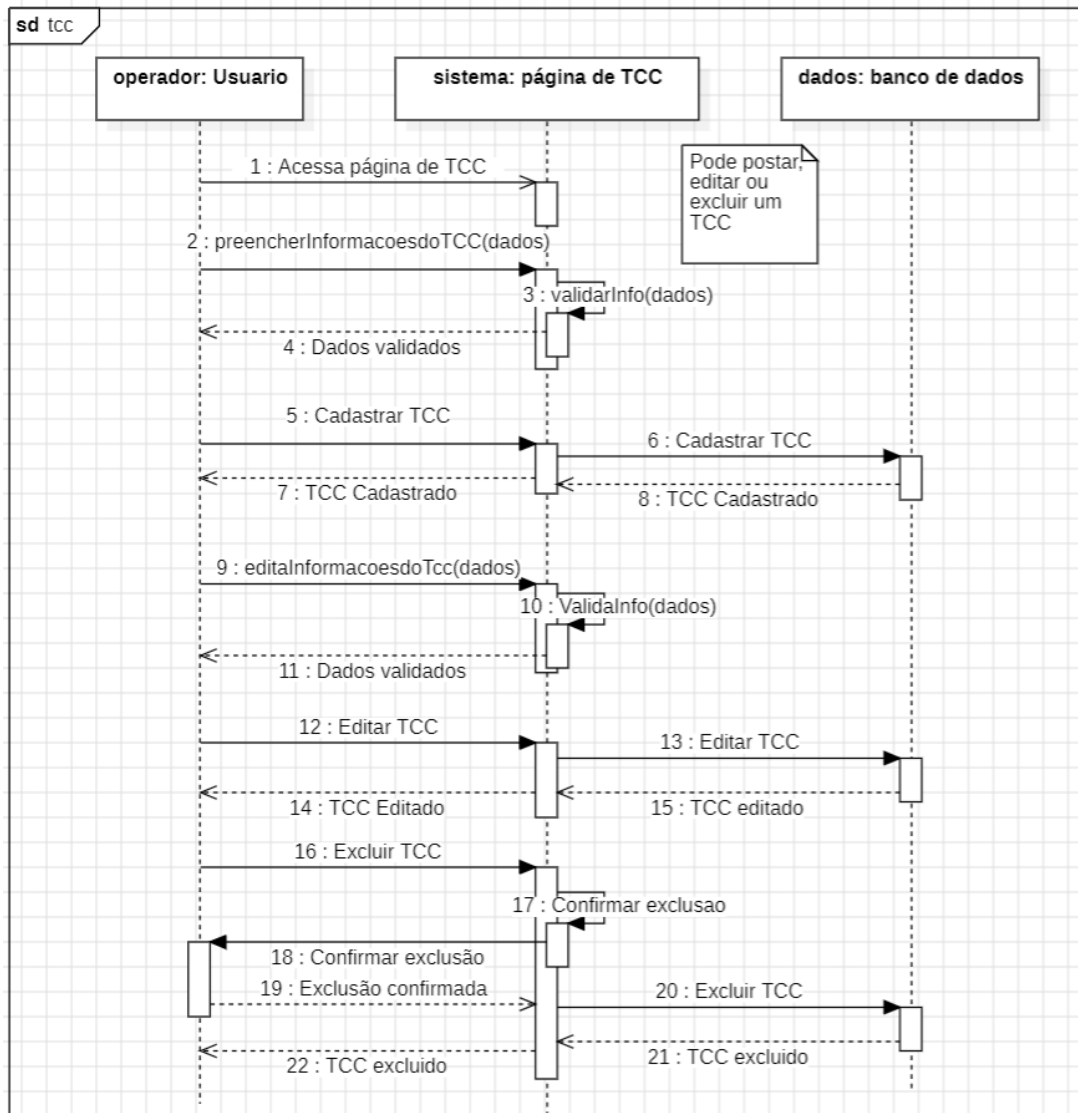 sd tcc
operador: Usuario
sistema: página de TCC
dados: banco de dados
1 : Acessa página de TCC
Pode postar,
editar ou
excluir um
TCC
2 : preencherInformacoesdoTCC(dados)
3 : validarInfo(dados)
4 : Dados validados
5 : Cadastrar TCC
6 : Cadastrar TCC
7 : TCC Cadastrado
8 : TCC Cadastrado
9 : editaInformacoesdoTcc(dados)
10 : ValidaInfo(dados)
11 : Dados validados
12 : Editar TCC
13 : Editar TCC
14 : TCC Editado
15 : TCC editado
16 : Excluir TCC
17 : Confirmar exclusao
18 : Confirmar exclusão
19 : Exclusão confirmada
20 : Excluir TCC
21 : TCC excluido
22 : TCC excluido